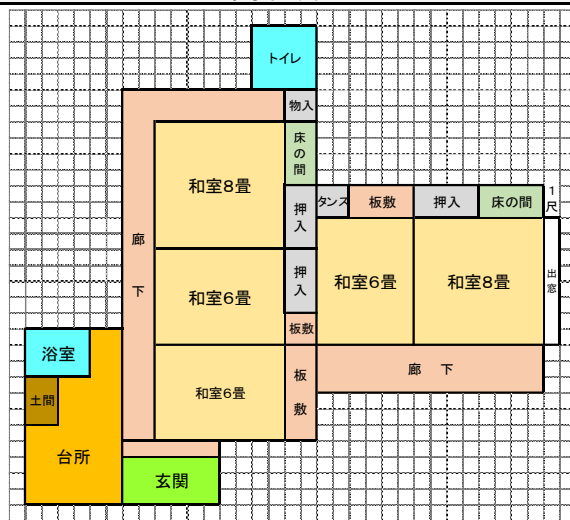 トイレ
物入
床の間
和室8畳
押入
タンス
板敷
押入
床の間
1尺
廊下
押入
和室6畳
和室6畳
和室8畳
出窓
板敷
浴室
廊 下
和室6畳
板敷
土間
台所
玄関